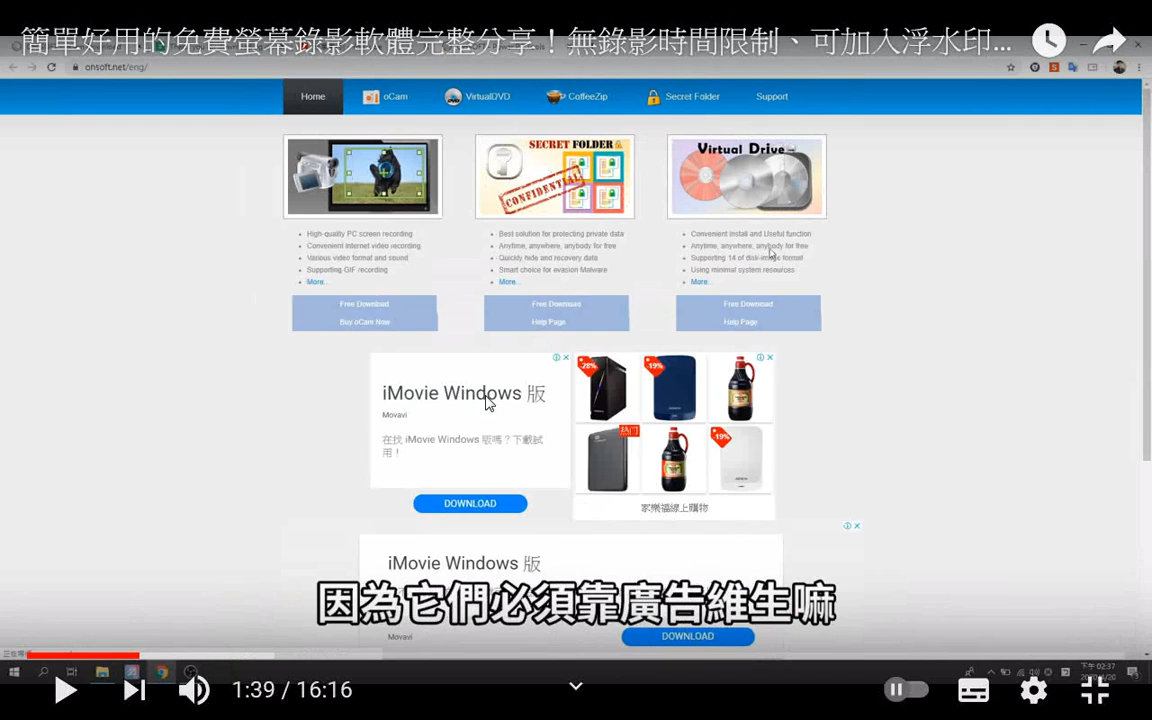 簡單好用的免費螢幕錄影軟體完整分享！無錄影時間限制、可加入浮水印...
ohsoft.net/eng/
Home
oCam
VirtualDVD
CoffeeZip
Secret Folder
Support
SECRET FOLDER
CONFIDENTIAL
Virtual Drive
High-quality PC screen recording
Convenient internet video recording
Various video format and sound
Supporting GIF recording
More...
Free Download
Buy oCam Now
Best solution for protecting private data
Anytime, anywhere, anybody for free
Quickly hide and recovery data
Smart choice for evasion Malware
More...
Free Download
Help Page
Convenient Install and Useful function
Anytime, anywhere, anybody for free
Supporting 14 of disk-image format
Using minimal system resources
More...
Free Download
Help Page
iMovie Windows 版
Movavi
在找 iMovie Windows 版嗎？下載試
用！
DOWNLOAD
-28%
-19%
热门
-19%
家樂福線上購物
iMovie Windows 版
因為它們必須靠廣告維生嘛
Movavi
DOWNLOAD
下午 02:37
1:39 / 16:16